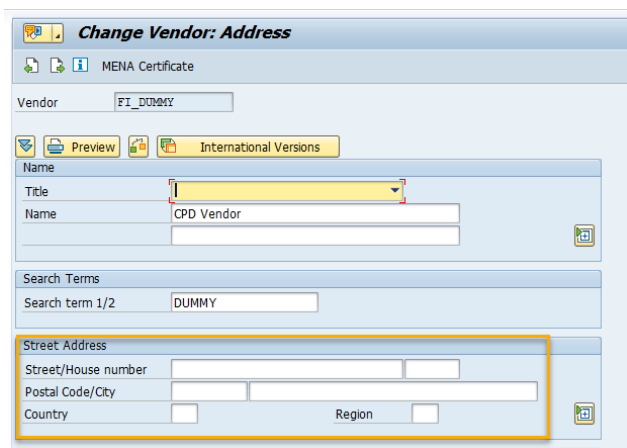 Change Vendor: Address
MENA Certificate
Vendor FI_DUMMY
Preview International Versions
Name
Title
Name CPD Vendor
Search Terms
Search term 1/2 DUMMY
Street Address
Street/House number
Postal Code/City
Country Region